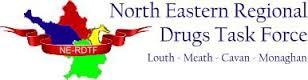 North Eastern Regional
Drugs Task Force
NE-RDTF
Louth - Meath - Cavan - Monaghan